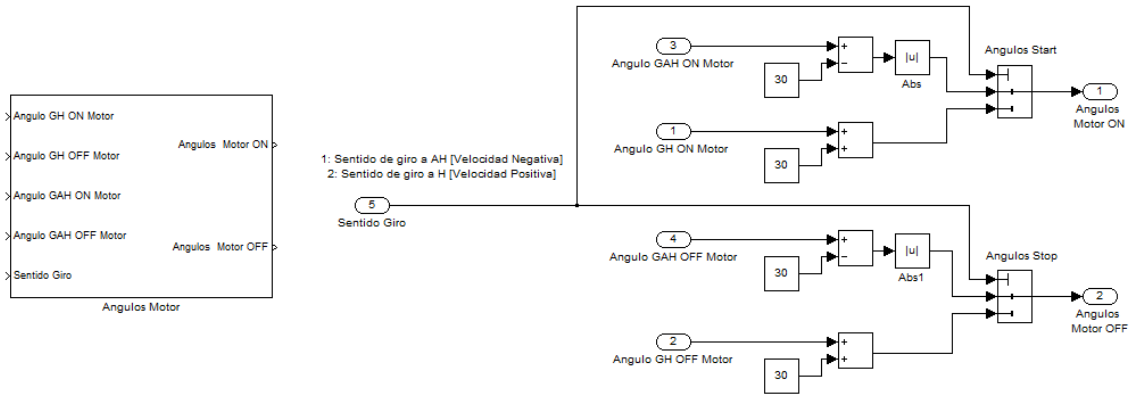 Angulo GH ON Motor
Angulo GH OFF Motor
Angulo GAH ON Motor
Angulo GAH OFF Motor
Sentido Giro
Angulos Motor ON
Angulos Motor OFF
Angulos Motor
1: Sentido de giro a AH [Velocidad Negativa]
2: Sentido de giro a H [Velocidad Positiva]
5
Sentido Giro
3
Angulo GAH ON Motor
30
+
−
|u|
Abs
1
Angulo GH ON Motor
30
+
+
Angulos Start
1
Angulos
Motor ON
4
Angulo GAH OFF Motor
30
+
−
|u|
Abs1
2
Angulo GH OFF Motor
30
+
+
Angulos Stop
2
Angulos
Motor OFF